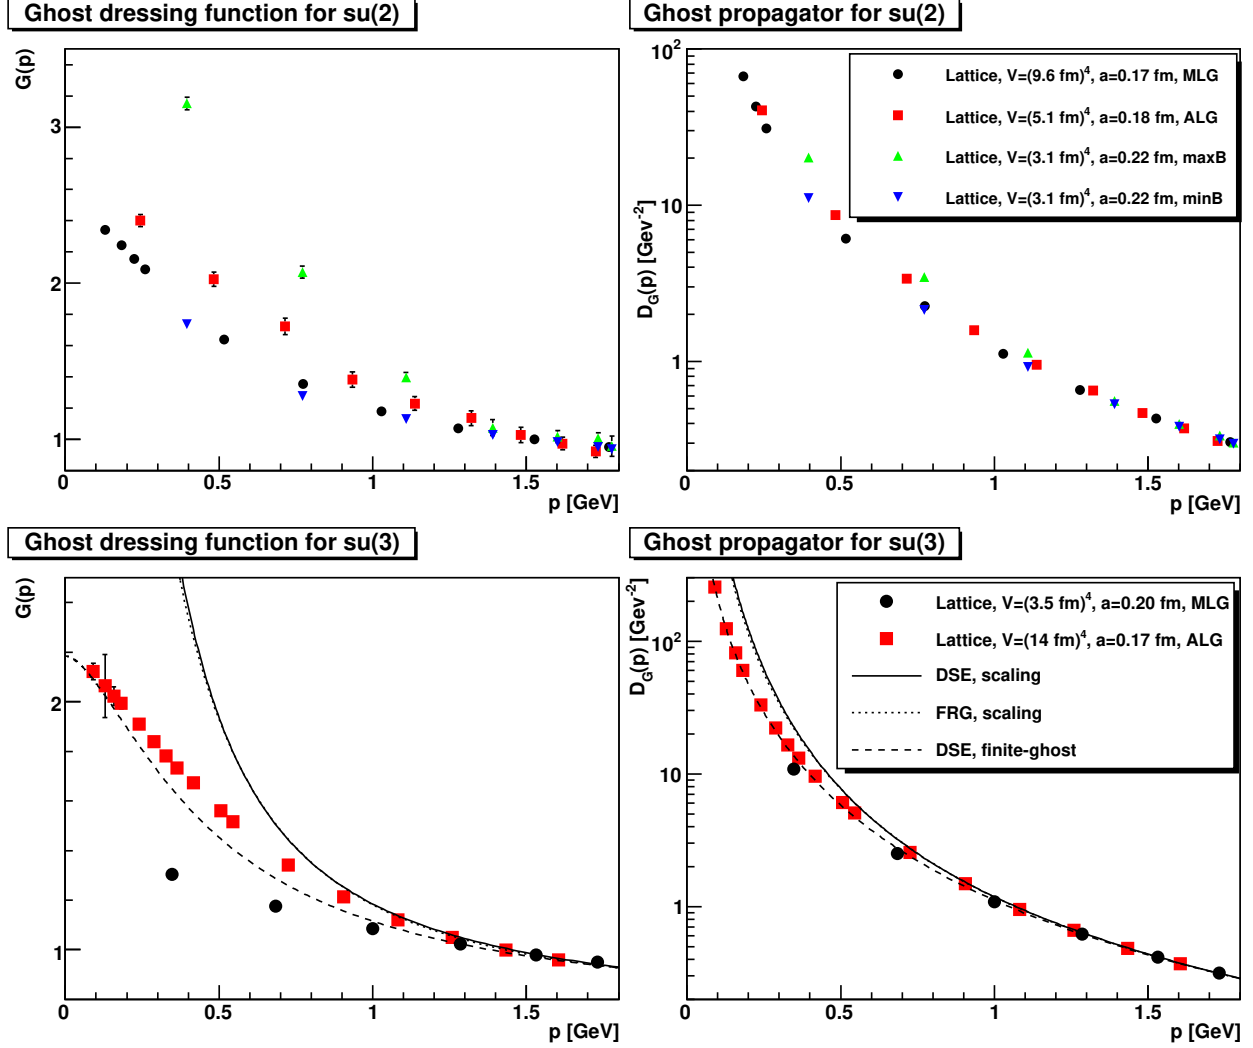 Ghost dressing function for su(2)
G(p)
3
2
1
0
0.5
1
1.5
p [GeV]
Ghost propagator for su(2)
D_G(p) [Gev^-2]
10^2
10
1
0
0.5
1
1.5
p [GeV]
Lattice, V=(9.6 fm)^4, a=0.17 fm, MLG
Lattice, V=(5.1 fm)^4, a=0.18 fm, ALG
Lattice, V=(3.1 fm)^4, a=0.22 fm, maxB
Lattice, V=(3.1 fm)^4, a=0.22 fm, minB
Ghost dressing function for su(3)
G(p)
2
1
0
0.5
1
1.5
p [GeV]
Ghost propagator for su(3)
D_G(p) [Gev^-2]
10^2
10
1
0
0.5
1
1.5
p [GeV]
Lattice, V=(3.5 fm)^4, a=0.20 fm, MLG
Lattice, V=(14 fm)^4, a=0.17 fm, ALG
DSE, scaling
FRG, scaling
DSE, finite-ghost